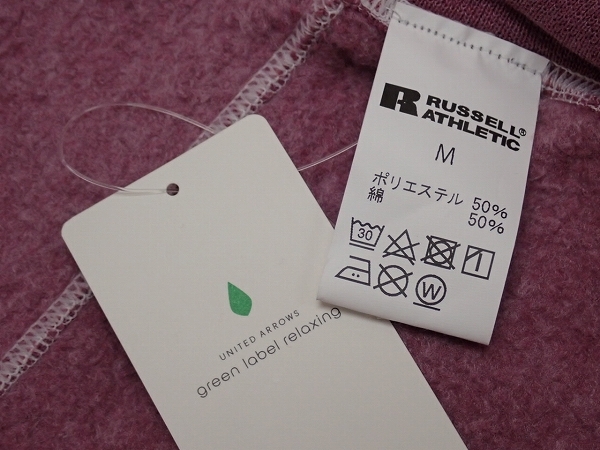 RUSSELL®
ATHLETIC
M
ポリエステル 50%
綿 50%
30
W
UNITED ARROWS
green label relaxing